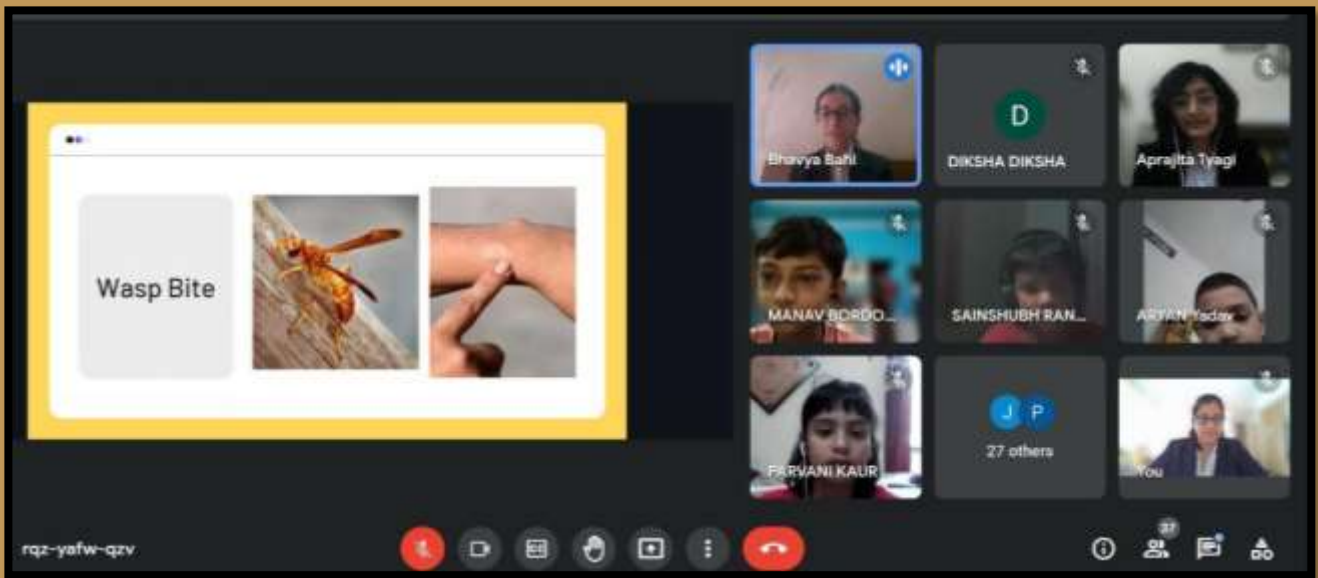 Wasp Bite
Bhavya Bahl
D
DIKSHA DIKSHA
Aprajita Tyagi
MANAV BORDO...
SAINSHUBH RAN...
ARYAN Yadav
PARVANI KAUR
J P
27 others
You
rqz-yafw-qzv
37